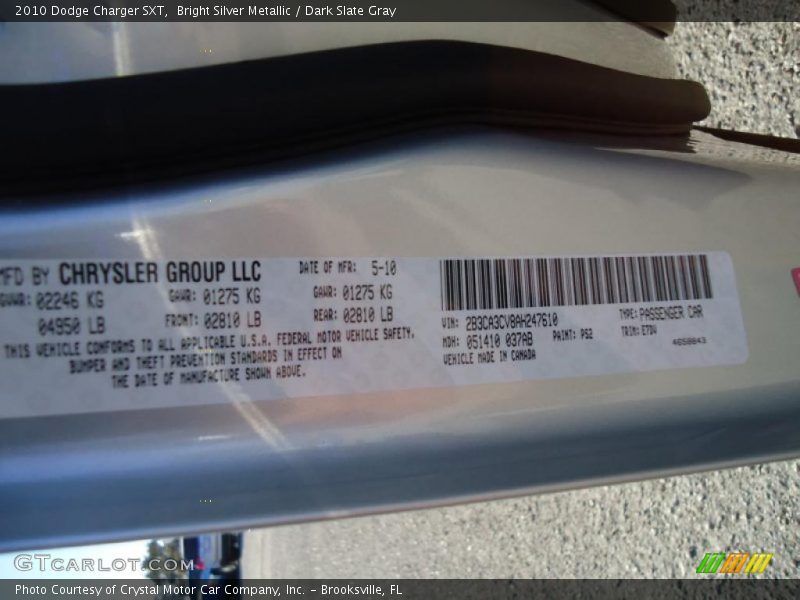 2010 Dodge Charger SXT, Bright Silver Metallic / Dark Slate Gray
MFD BY CHRYSLER GROUP LLC
DATE OF MFR: 5-10
GVWR: 02246 KG GAWR: 01275 KG GAWR: 01275 KG
04950 LB FRONT: 02810 LB REAR: 02810 LB
THIS VEHICLE CONFORMS TO ALL APPLICABLE U.S.A. FEDERAL MOTOR VEHICLE SAFETY,
BUMPER AND THEFT PREVENTION STANDARDS IN EFFECT ON
THE DATE OF MANUFACTURE SHOWN ABOVE.
VIN: 2B3CA3CV8AH247610 TYPE: PASSENGER CAR
MDH: 051410 037AB PAINT: PS2 TRIM: E7DV
VEHICLE MADE IN CANADA 4658843
GTCARLOT.COM
Photo Courtesy of Crystal Motor Car Company, Inc. – Brooksville, FL